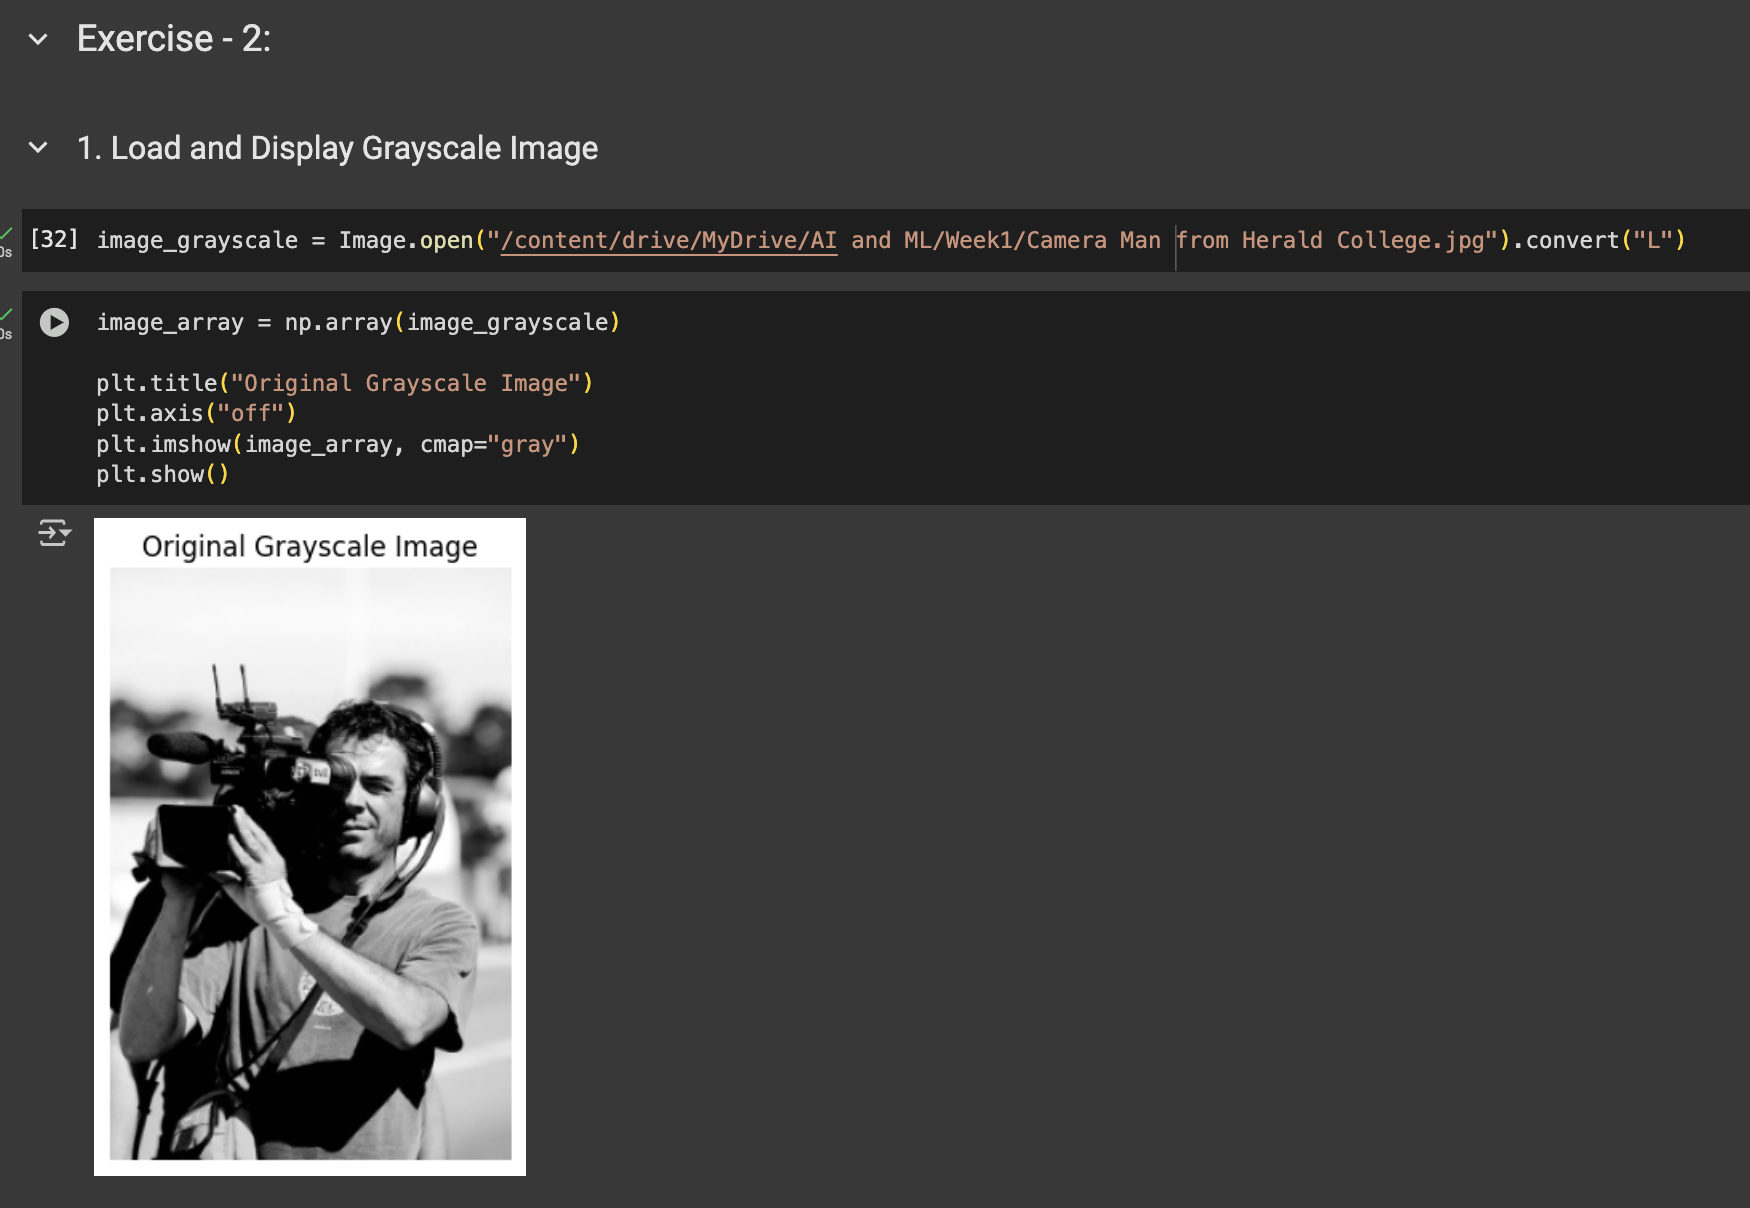 Exercise - 2:
1. Load and Display Grayscale Image
[32] image_grayscale = Image.open("/content/drive/MyDrive/AI and ML/Week1/Camera Man from Herald College.jpg").convert("L")
0s
image_array = np.array(image_grayscale)
0s
plt.title("Original Grayscale Image")
plt.axis("off")
plt.imshow(image_array, cmap="gray")
plt.show()
Original Grayscale Image